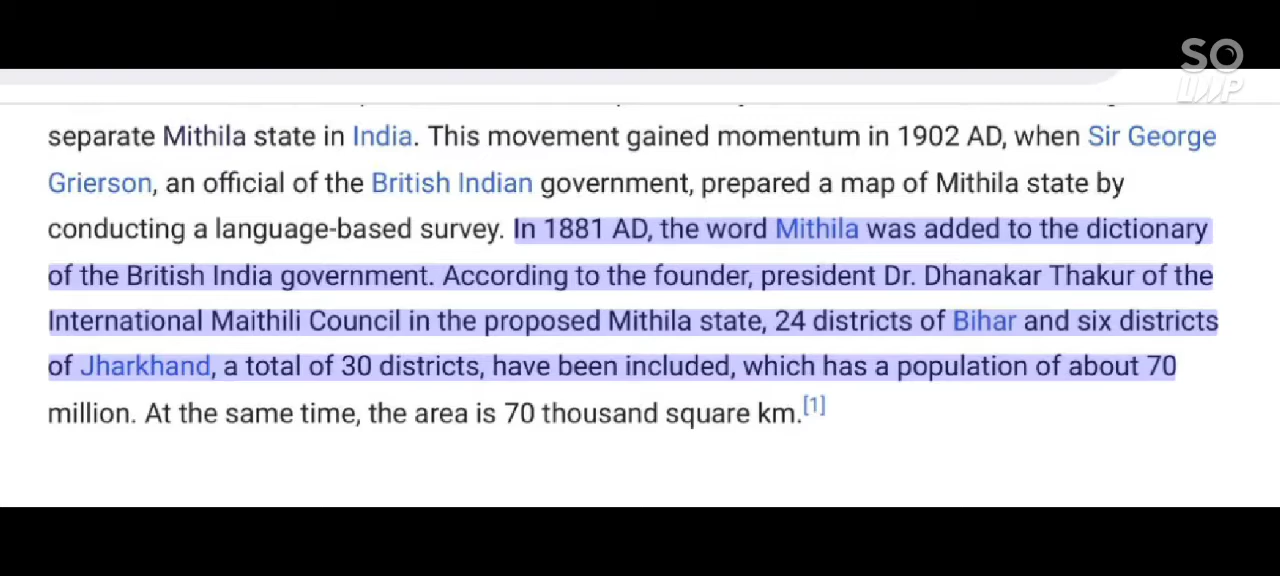 SO
LIIP
separate Mithila state in India. This movement gained momentum in 1902 AD, when Sir George
Grierson, an official of the British Indian government, prepared a map of Mithila state by
conducting a language-based survey. In 1881 AD, the word Mithila was added to the dictionary
of the British India government. According to the founder, president Dr. Dhanakar Thakur of the
International Maithili Council in the proposed Mithila state, 24 districts of Bihar and six districts
of Jharkhand, a total of 30 districts, have been included, which has a population of about 70
million. At the same time, the area is 70 thousand square km.[1]